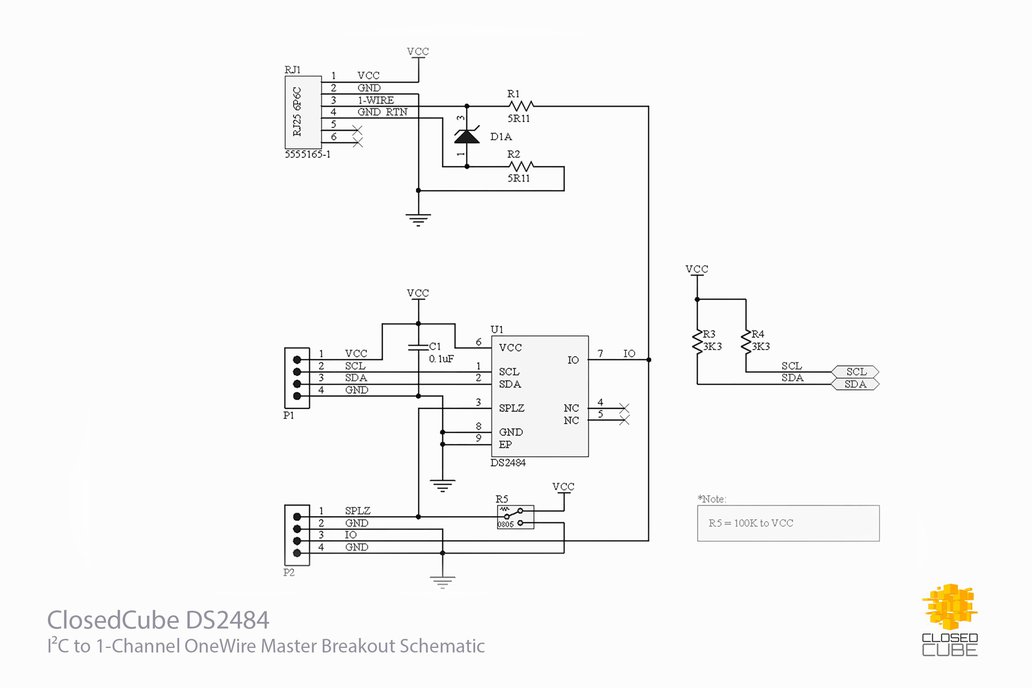 VCC
RJ1
RJ25 6P6C
5555165-1
1 VCC
2 GND
3 1-WIRE
4 GND RTN
5
6
R1
5R11
3
D1A
1
R2
5R11
VCC
U1
6 VCC
C1
0.1uF
1 VCC
2 SCL
3 SDA
4 GND
P1
1 SCL
2 SDA
3 SPLZ
8 GND
9 EP
IO 7 IO
NC 4
NC 5
DS2484
VCC
R3
3K3
R4
3K3
SCL SCL
SDA SDA
1 SPLZ
2 GND
3 IO
4 GND
P2
R5
0805
VCC
*Note:
R5 = 100K to VCC
ClosedCube DS2484
I²C to 1-Channel OneWire Master Breakout Schematic
CLOSED
CUBE